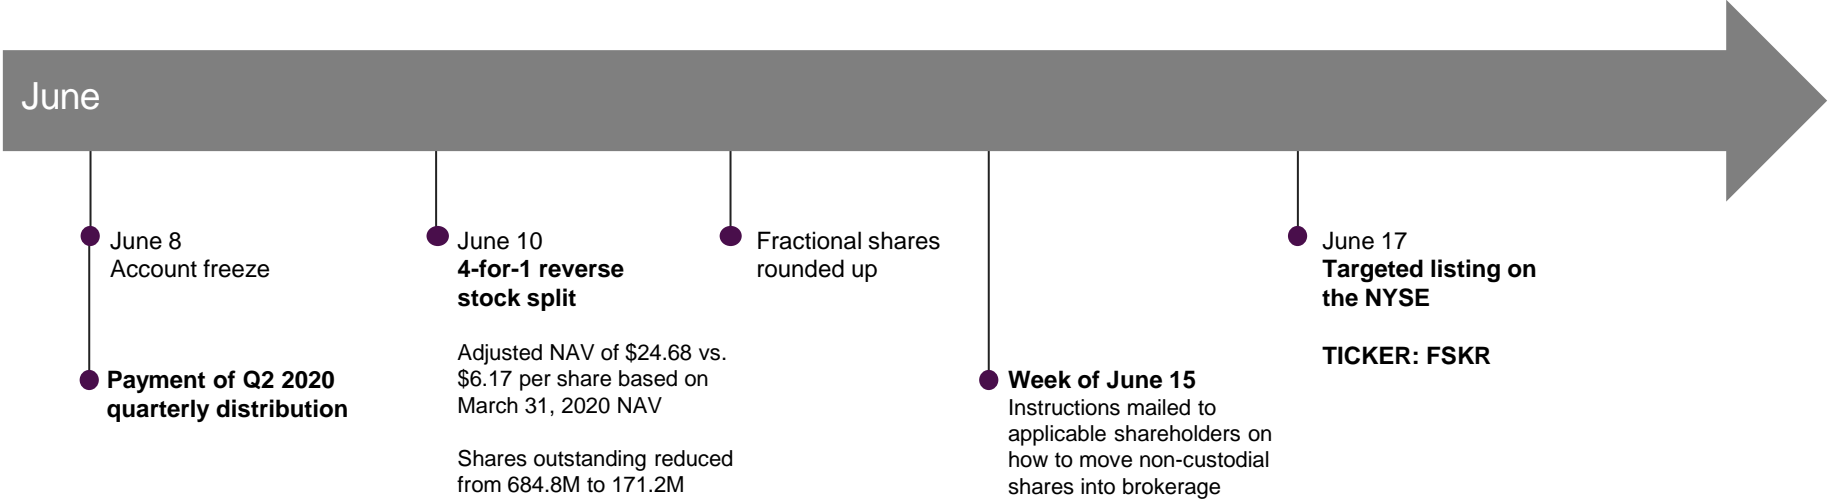 June
June 8
Account freeze
Payment of Q2 2020
quarterly distribution
June 10
4-for-1 reverse
stock split
Adjusted NAV of $24.68 vs.
$6.17 per share based on
March 31, 2020 NAV
Shares outstanding reduced
from 684.8M to 171.2M
Fractional shares
rounded up
Week of June 15
Instructions mailed to
applicable shareholders on
how to move non-custodial
shares into brokerage
June 17
Targeted listing on
the NYSE
TICKER: FSKR